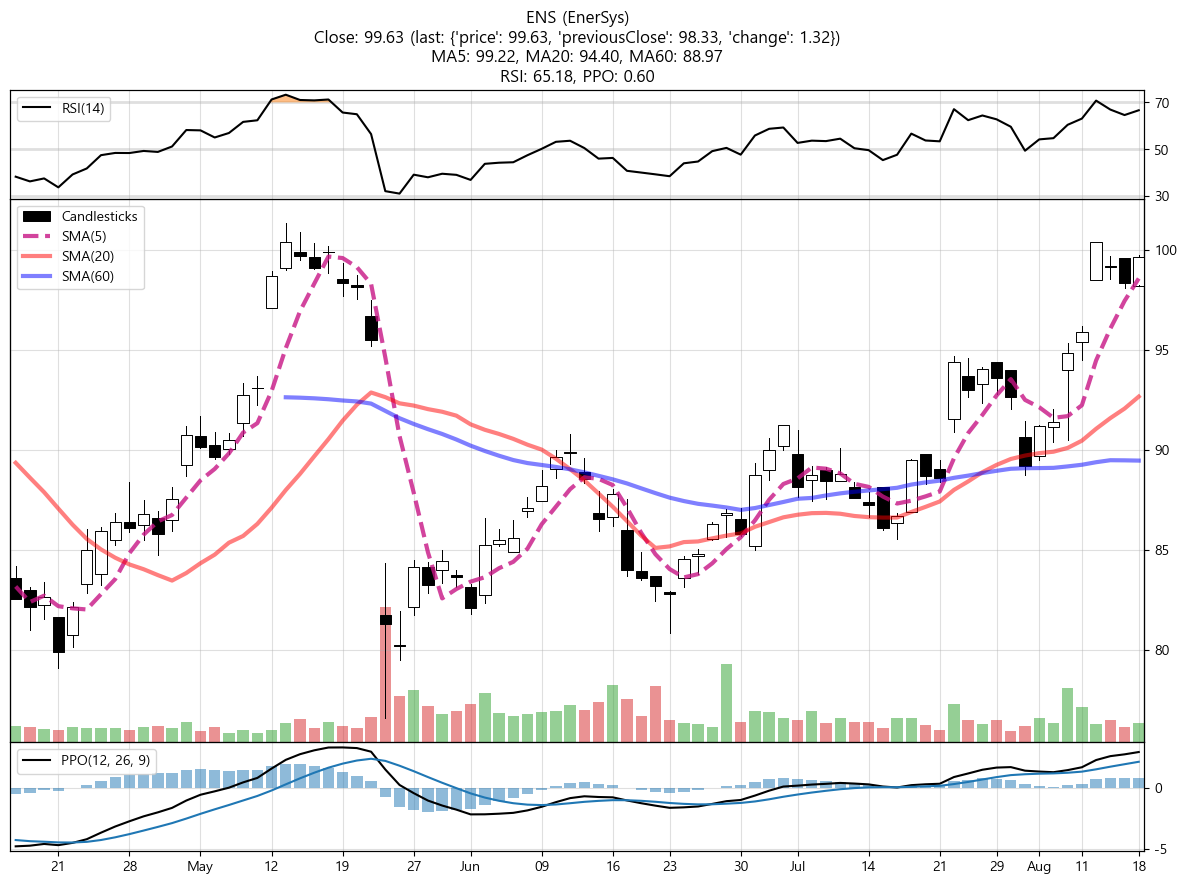 ENS (EnerSys)
Close: 99.63 (last: {'price': 99.63, 'previousClose': 98.33, 'change': 1.32})
MA5: 99.22, MA20: 94.40, MA60: 88.97
RSI: 65.18, PPO: 0.60
RSI(14)
70
50
30
Candlesticks
SMA(5)
SMA(20)
SMA(60)
100
95
90
85
80
PPO(12, 26, 9)
0
-5
21 28 May 12 19 27 Jun 09 16 23 30 Jul 14 21 29 Aug 11 18